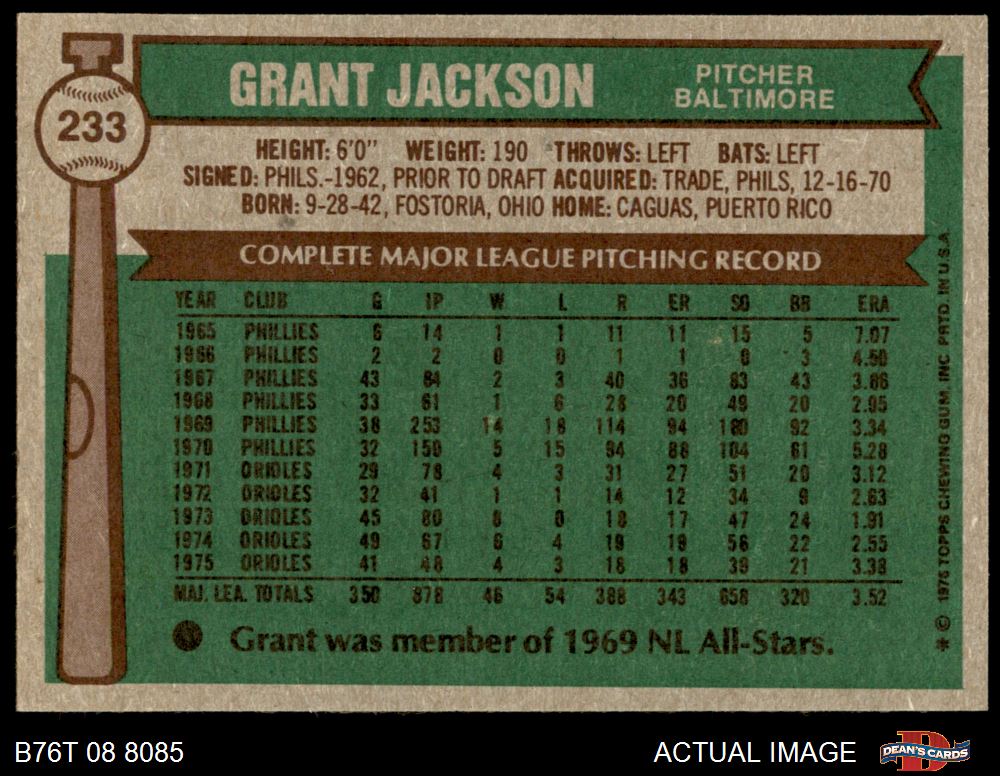 GRANT JACKSON
PITCHER
BALTIMORE
233
HEIGHT: 6'0" WEIGHT: 190 THROWS: LEFT BATS: LEFT
SIGNED: PHILS.-1962, PRIOR TO DRAFT ACQUIRED: TRADE, PHILS, 12-16-70
BORN: 9-28-42, FOSTORIA, OHIO HOME: CAGUAS, PUERTO RICO
COMPLETE MAJOR LEAGUE PITCHING RECORD
YEAR CLUB G IP W L R ER SO BB ERA
1965 PHILLIES 6 14 1 1 11 11 15 5 7.07
1966 PHILLIES 2 2 0 0 1 1 0 3 4.50
1967 PHILLIES 43 84 2 3 40 36 83 43 3.86
1968 PHILLIES 33 61 1 6 28 20 49 20 2.95
1969 PHILLIES 38 253 14 18 114 94 180 92 3.34
1970 PHILLIES 32 150 5 15 94 88 104 61 5.28
1971 ORIOLES 29 78 4 3 31 27 51 20 3.12
1972 ORIOLES 32 41 1 1 14 12 34 9 2.63
1973 ORIOLES 45 80 8 0 18 17 47 24 1.91
1974 ORIOLES 49 67 6 4 19 19 56 22 2.55
1975 ORIOLES 41 48 4 3 18 18 39 21 3.38
MAJ. LEA. TOTALS 350 878 46 54 388 343 658 320 3.52
Grant was member of 1969 NL All-Stars.
* © 1976 TOPPS CHEWING GUM, INC. PRTD. IN U.S.A.
B76T 08 8085
ACTUAL IMAGE
DEAN'S CARDS